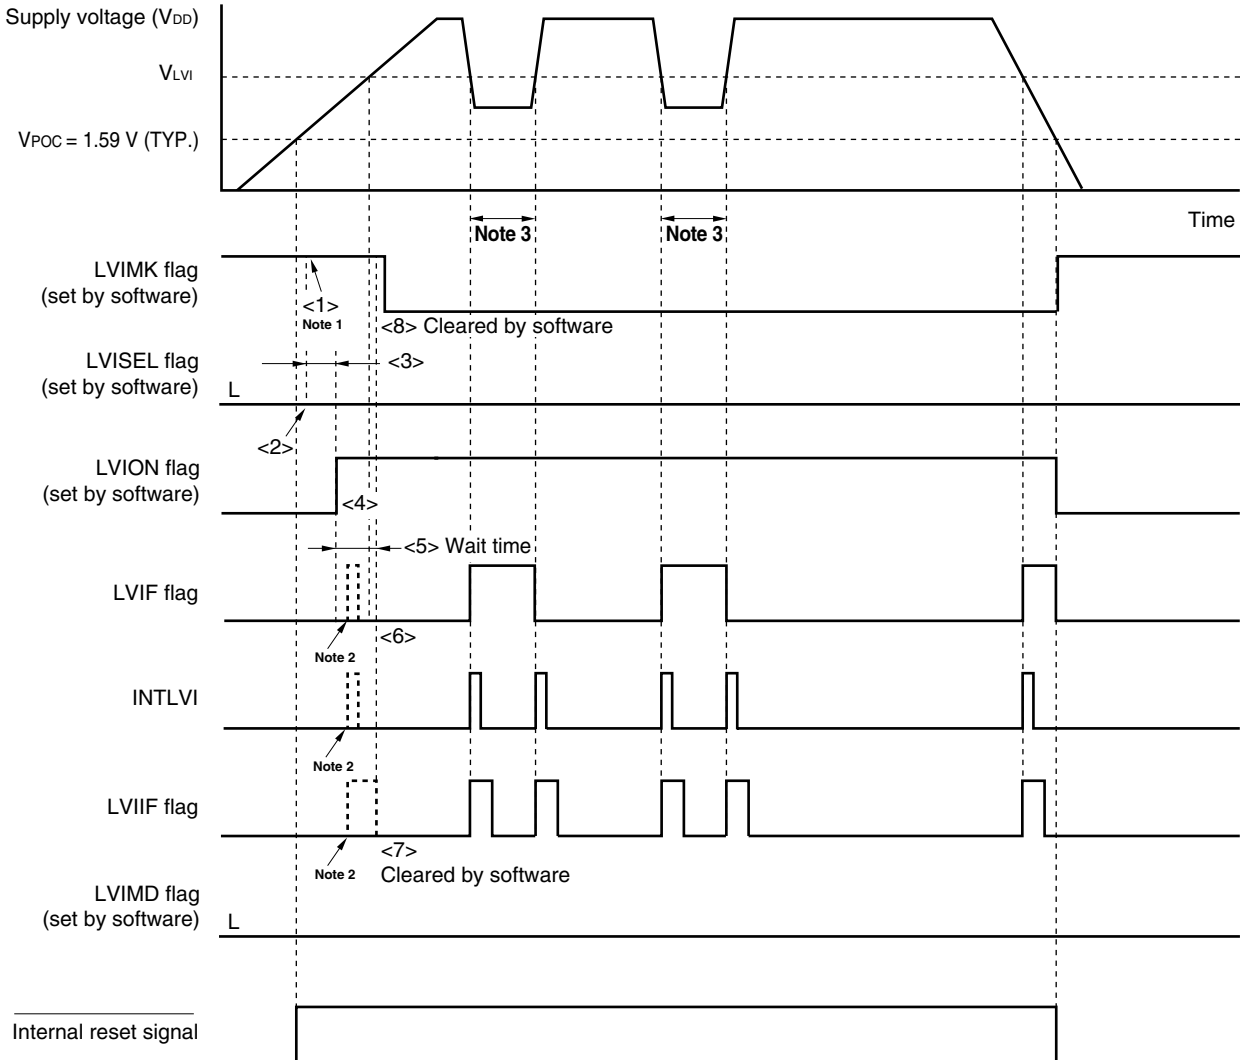 Supply voltage (VDD)
VLVI
VPOC = 1.59 V (TYP.)
Time
Note 3
Note 3
LVIMK flag
(set by software)
<1>
Note 1
<8> Cleared by software
LVISEL flag
(set by software)
L
<3>
<2>
LVION flag
(set by software)
<4>
<5> Wait time
LVIF flag
<6>
Note 2
INTLVI
Note 2
LVIIF flag
<7>
Note 2
Cleared by software
LVIMD flag
(set by software)
L
Internal reset signal